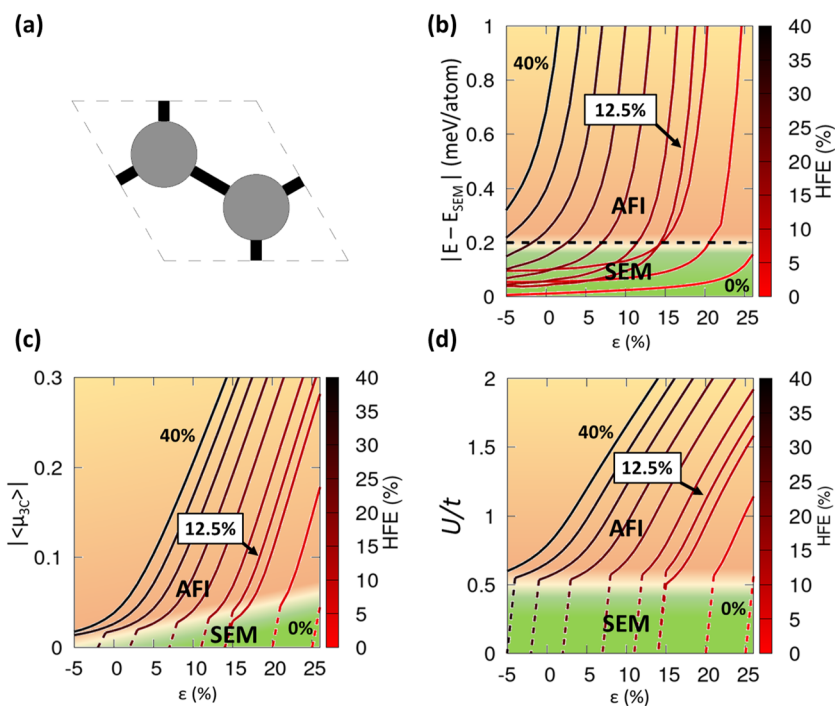 (a)
(b)
1
0.8
0.6
0.4
0.2
0
|E − E_SEM| (meV/atom)
40%
12.5%
AFI
SEM
0%
-5 0 5 10 15 20 25
ε (%)
40
35
30
25
20
15
10
5
0
HFE (%)
(c)
0.3
0.2
0.1
0
|<μ_3C>|
40%
12.5%
AFI
SEM
0%
-5 0 5 10 15 20 25
ε (%)
40
35
30
25
20
15
10
5
0
HFE (%)
(d)
2
1.5
1
0.5
0
U/t
40%
12.5%
AFI
SEM
0%
-5 0 5 10 15 20 25
ε (%)
40
35
30
25
20
15
10
5
0
HFE (%)